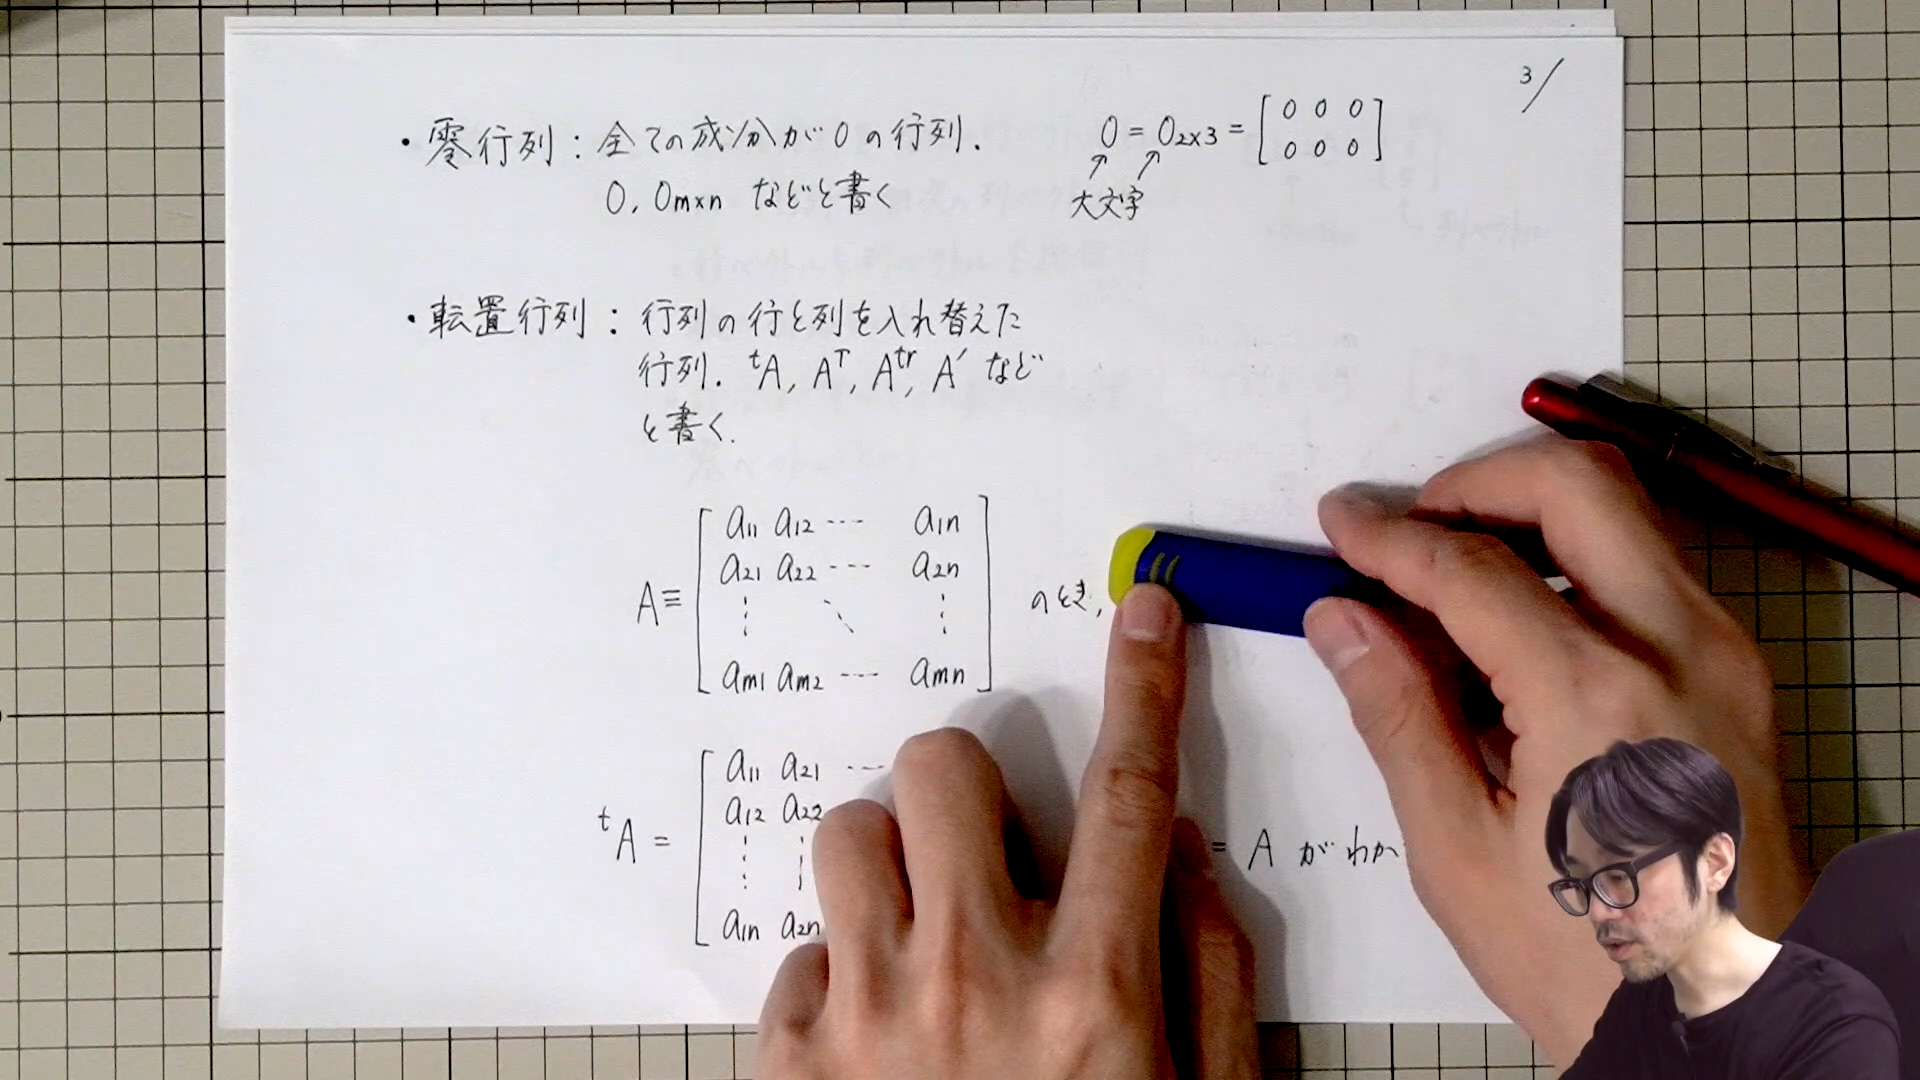 3/
・零行列：全ての成分が0の行列.
O, Om×n などと書く
O = O2×3 = [0 0 0
0 0 0]
↑ ↑
大文字
・転置行列：行列の行と列を入れ替えた
行列. tA, AT, Atr, A′ など
と書く.
A≡ [a11 a12 ---- a1n
a21 a22 --- a2n
am1 am2 ---- amn] のとき,
tA = [a11 a21 ---
a12 a22
a1n a2n
= A がわか